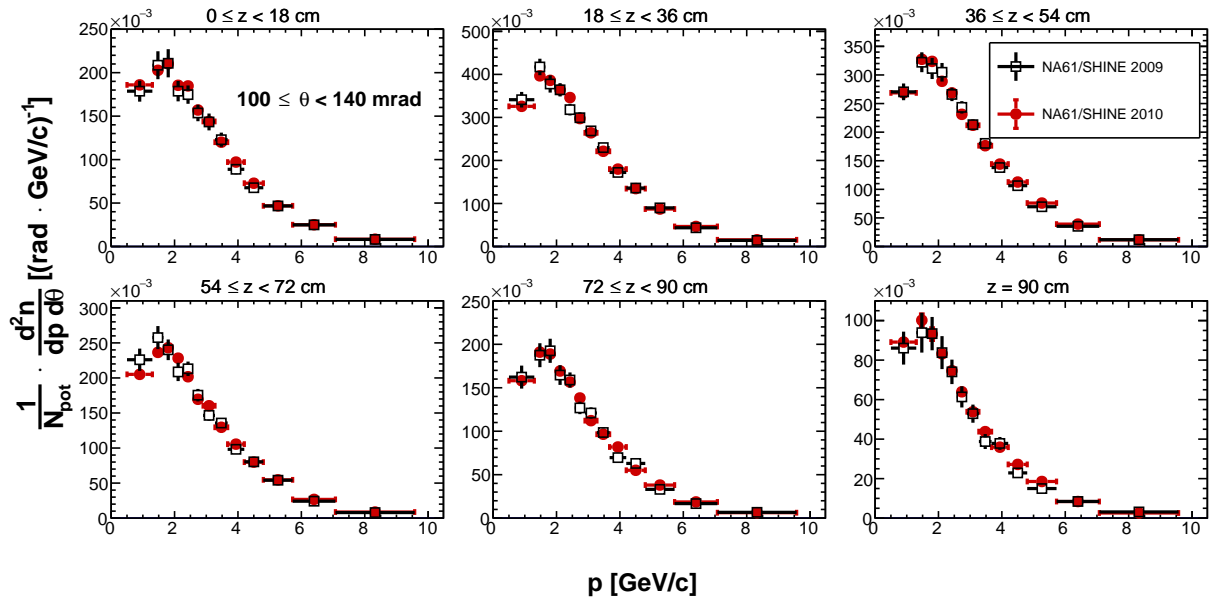 0 ≤ z < 18 cm
18 ≤ z < 36 cm
36 ≤ z < 54 cm
×10⁻³
×10⁻³
×10⁻³
250
200
150
100
50
0
0 2 4 6 8 10
100 ≤ θ < 140 mrad
500
400
300
200
100
0
0 2 4 6 8 10
350
300
250
200
150
100
50
0
0 2 4 6 8 10
NA61/SHINE 2009
NA61/SHINE 2010
54 ≤ z < 72 cm
72 ≤ z < 90 cm
z = 90 cm
×10⁻³
×10⁻³
×10⁻³
300
250
200
150
100
50
0
0 2 4 6 8 10
250
200
150
100
50
0
0 2 4 6 8 10
100
80
60
40
20
0
0 2 4 6 8 10
1/N_pot · d²n/dp dθ [(rad · GeV/c)⁻¹]
p [GeV/c]